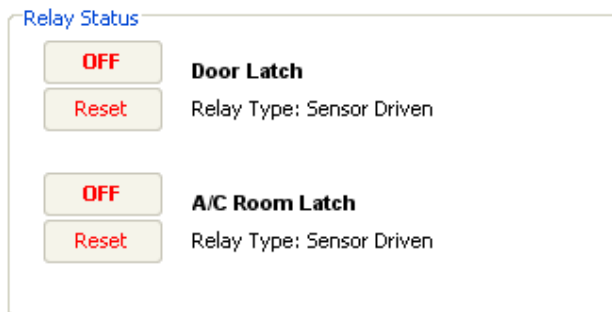 Relay Status
OFF
Door Latch
Reset
Relay Type: Sensor Driven
OFF
A/C Room Latch
Reset
Relay Type: Sensor Driven